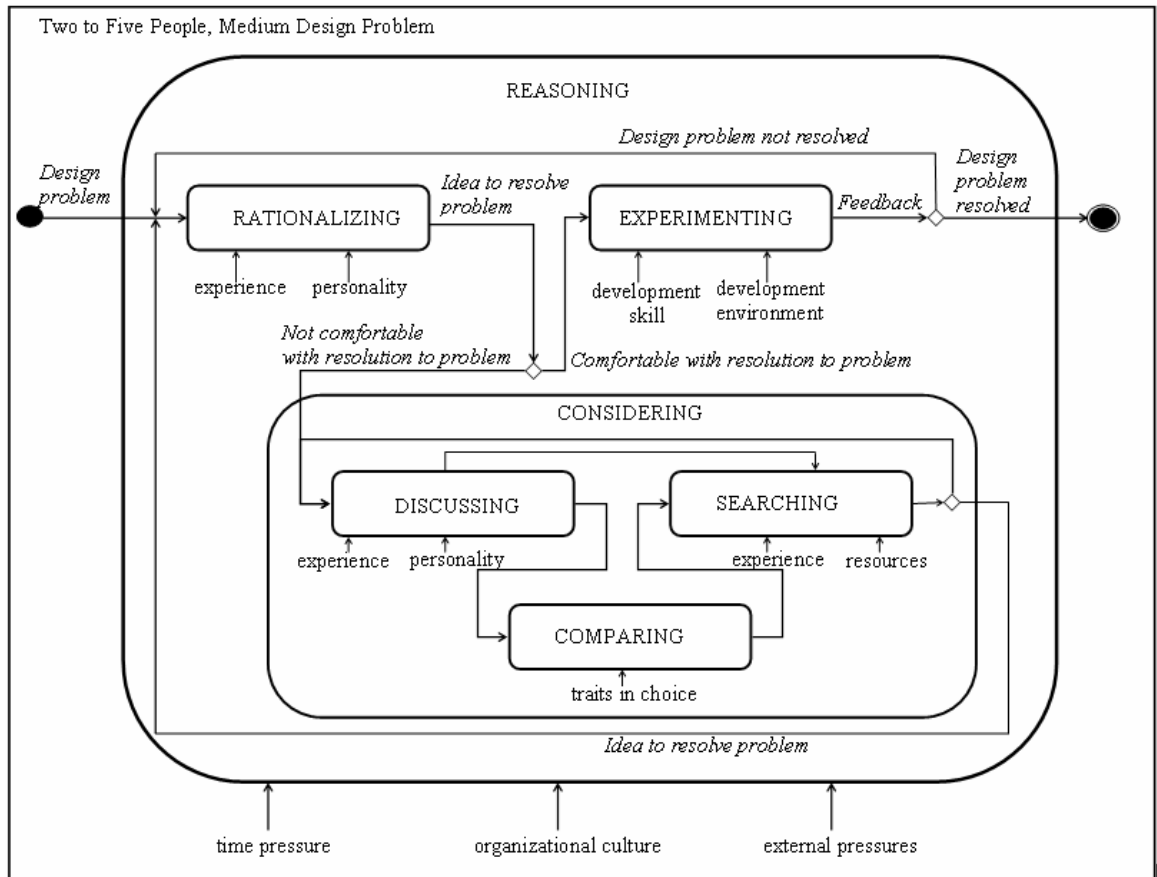 Two to Five People, Medium Design Problem
REASONING
Design problem not resolved
Design
problem
Idea to resolve
problem
Design
problem
resolved
RATIONALIZING
EXPERIMENTING
Feedback
experience
personality
development
skill
development
environment
Not comfortable
with resolution to problem
Comfortable with resolution to problem
CONSIDERING
DISCUSSING
SEARCHING
experience
personality
experience
resources
COMPARING
traits in choice
Idea to resolve problem
time pressure
organizational culture
external pressures